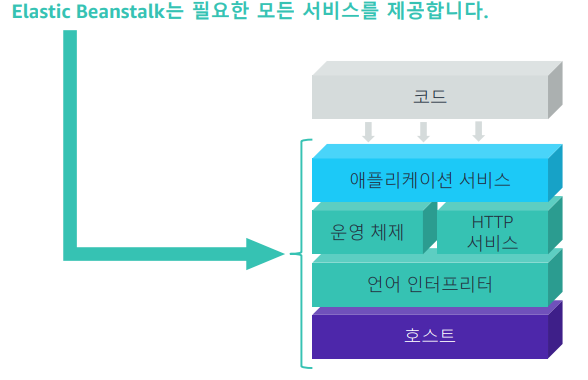 Elastic Beanstalk는 필요한 모든 서비스를 제공합니다.
코드
애플리케이션 서비스
운영 체제
HTTP
서비스
언어 인터프리터
호스트